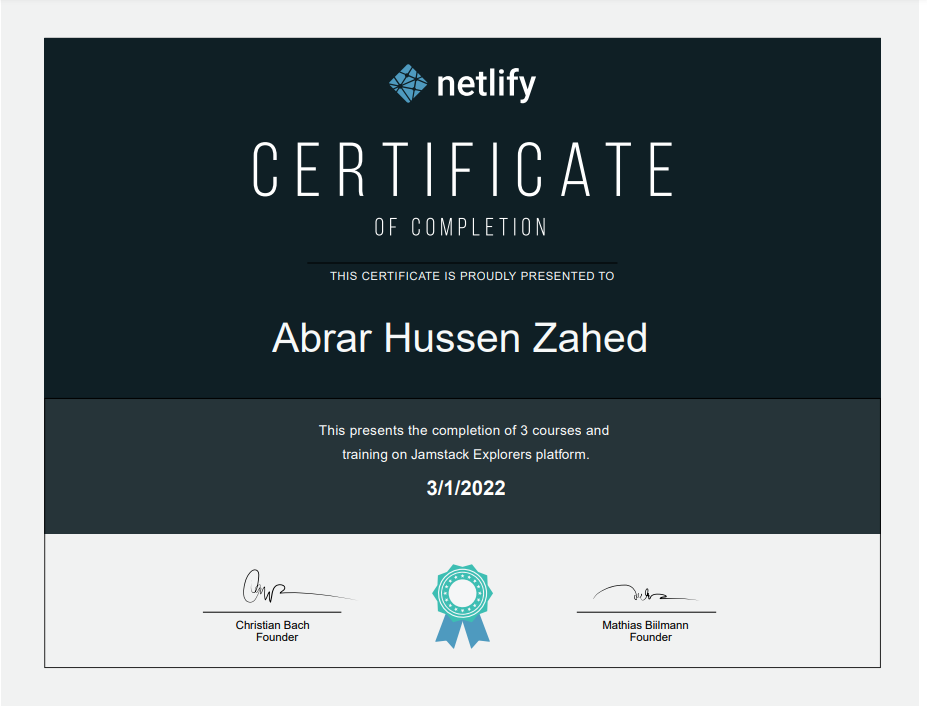 netlify
CERTIFICATE
OF COMPLETION
THIS CERTIFICATE IS PROUDLY PRESENTED TO
Abrar Hussen Zahed
This presents the completion of 3 courses and
training on Jamstack Explorers platform.
3/1/2022
Christian Bach
Founder
Mathias Biilmann
Founder